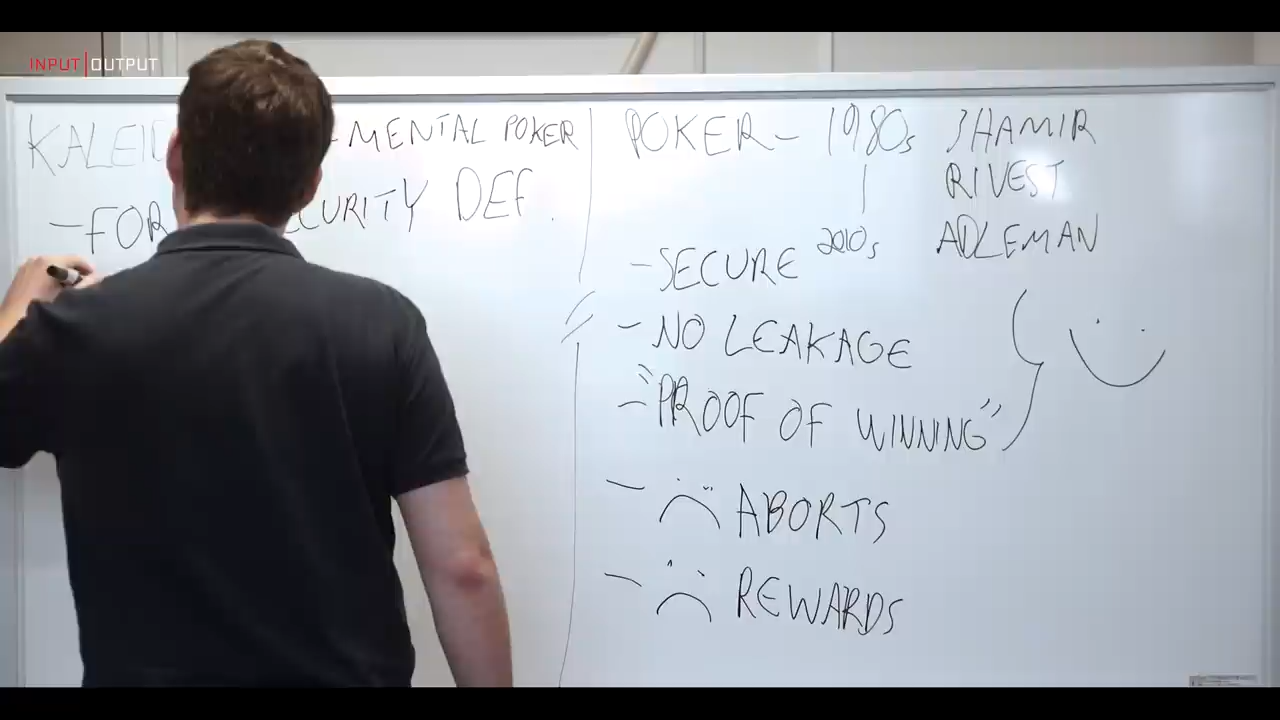 INPUT|OUTPUT
KALEID - MENTAL POKER
- FOR CURITY DEF.
POKER - 1980s SHAMIR
RIVEST
2010s ADLEMAN
- SECURE
- NO LEAKAGE
- "PROOF OF WINNING"
- ABORTS
- REWARDS